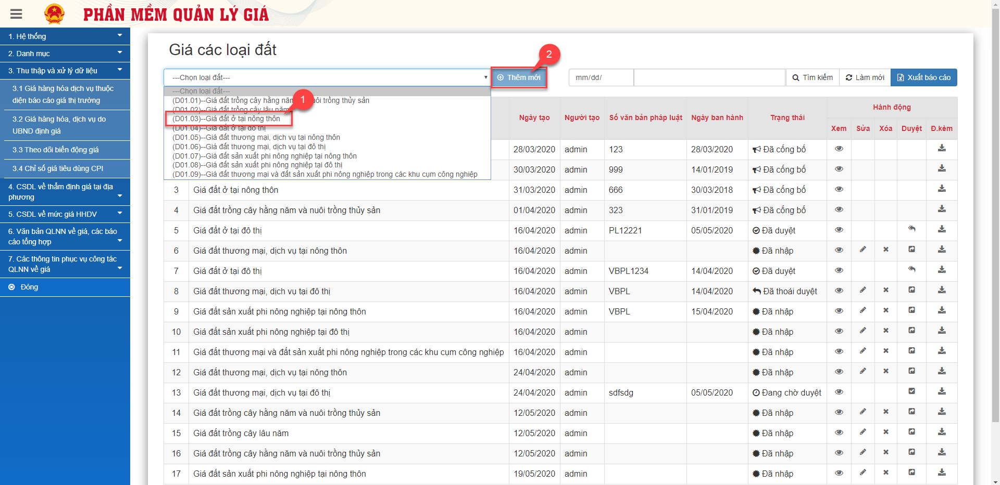 PHẦN MỀM QUẢN LÝ GIÁ
1. Hệ thống
2. Danh mục
3. Thu thập và xử lý dữ liệu
3.1 Giá hàng hóa dịch vụ thuộc
diện báo cáo giá thị trường
3.2 Giá hàng hóa, dịch vụ do
UBND định giá
3.3 Theo dõi biến động giá
3.4 Chỉ số giá tiêu dùng CPI
4. CSDL về thẩm định giá tại địa
phương
5. CSDL về mức giá HHDV
6. Văn bản QLNN về giá, các báo
cáo tổng hợp
7. Các thông tin phục vụ công tác
QLNN về giá
Đóng
Giá các loại đất
---Chọn loại đất---
Thêm mới
2
mm/dd/
Tìm kiếm
Làm mới
Xuất báo cáo
---Chọn loại đất---
(D01.01)--Giá đất trồng cây hằng năm nuôi trồng thủy sản
1
(D01.02)--Giá đất trồng cây lâu năm
(D01.03)--Giá đất ở tại nông thôn
(D01.04)--Giá đất ở tại đô thị
(D01.05)--Giá đất thương mại, dịch vụ tại nông thôn
(D01.06)--Giá đất thương mại, dịch vụ tại đô thị
(D01.07)--Giá đất sản xuất phi nông nghiệp tại nông thôn
(D01.08)--Giá đất sản xuất phi nông nghiệp tại đô thị
(D01.09)--Giá đất thương mại và đất sản xuất phi nông nghiệp trong các khu cụm công nghiệp
Ngày tạo Người tạo Số văn bản pháp luật Ngày ban hành Trạng thái Hành động
Xem Sửa Xóa Duyệt Đ.kèm
28/03/2020 admin 123 28/03/2020 Đã công bố
30/03/2020 admin 999 14/01/2019 Đã công bố
3 Giá đất ở tại nông thôn 31/03/2020 admin 666 30/03/2018 Đã công bố
4 Giá đất trồng cây hằng năm và nuôi trồng thủy sản 01/04/2020 admin 323 31/01/2019 Đã công bố
5 Giá đất ở tại đô thị 16/04/2020 admin PL12221 05/05/2020 Đã duyệt
6 Giá đất thương mại, dịch vụ tại nông thôn 16/04/2020 admin Đã nhập
7 Giá đất ở tại đô thị 16/04/2020 admin VBPL1234 14/04/2020 Đã duyệt
8 Giá đất thương mại, dịch vụ tại đô thị 16/04/2020 admin VBPL 14/04/2020 Đã thoái duyệt
9 Giá đất sản xuất phi nông nghiệp tại nông thôn 16/04/2020 admin VBPL 15/04/2020 Đã nhập
10 Giá đất sản xuất phi nông nghiệp tại đô thị 16/04/2020 admin Đã nhập
11 Giá đất thương mại và đất sản xuất phi nông nghiệp trong các khu cụm công nghiệp 16/04/2020 admin Đã nhập
12 Giá đất thương mại, dịch vụ tại nông thôn 24/04/2020 admin Đã nhập
13 Giá đất thương mại, dịch vụ tại đô thị 24/04/2020 admin sdfsdg 05/05/2020 Đang chờ duyệt
14 Giá đất trồng cây hằng năm và nuôi trồng thủy sản 12/05/2020 admin Đã nhập
15 Giá đất trồng cây lâu năm 12/05/2020 admin Đã nhập
16 Giá đất trồng cây hằng năm và nuôi trồng thủy sản 12/05/2020 admin Đã nhập
17 Giá đất sản xuất phi nông nghiệp tại nông thôn 19/05/2020 admin Đã nhập